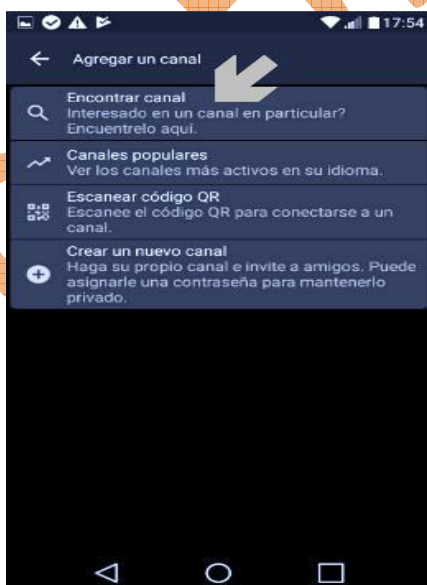 17:54
Agregar un canal
Encontrar canal
Interesado en un canal en particular?
Encuentrelo aquí.
Canales populares
Ver los canales más activos en su idioma.
Escanear código QR
Escanee el código QR para conectarse a un
canal.
Crear un nuevo canal
Haga su propio canal e invite a amigos. Puede
asignarle una contraseña para mantenerlo
privado.